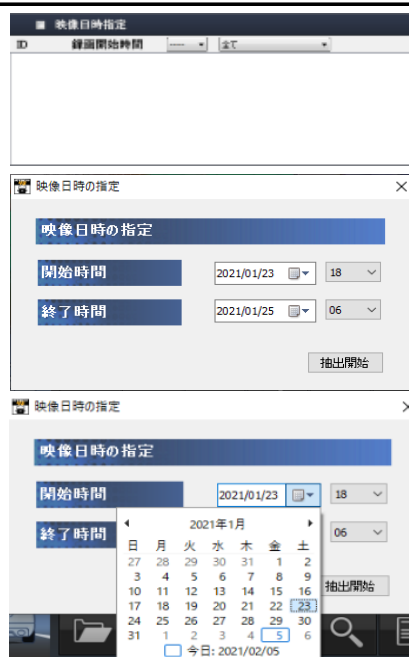 ■ 映像日時指定
ID 録画開始時間 ---- 全て
映像日時の指定
映像日時の指定
開始時間 2021/01/23 18
終了時間 2021/01/25 06
抽出開始
映像日時の指定
映像日時の指定
開始時間 2021/01/23 18
終了時間 06
2021年1月
日 月 火 水 木 金 土
27 28 29 30 31 1 2
3 4 5 6 7 8 9
10 11 12 13 14 15 16
抽出開始
17 18 19 20 21 22 23
24 25 26 27 28 29 30
31 1 2 3 4 5 6
今日: 2021/02/05